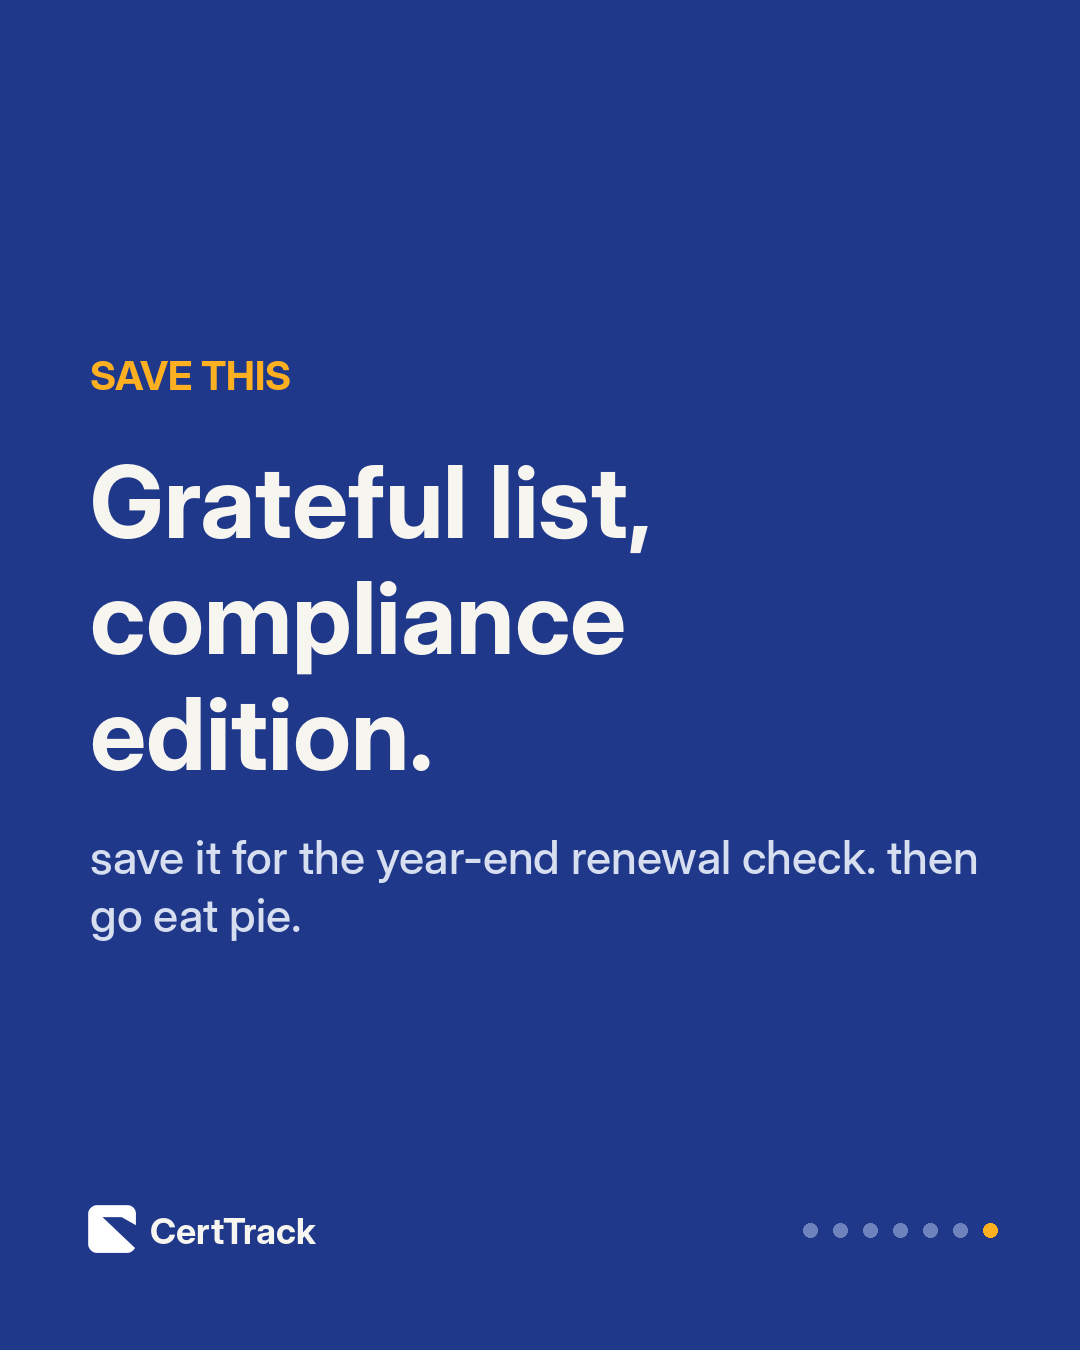 SAVE THIS
Grateful list,
compliance
edition.
save it for the year-end renewal check. then
go eat pie.
CertTrack